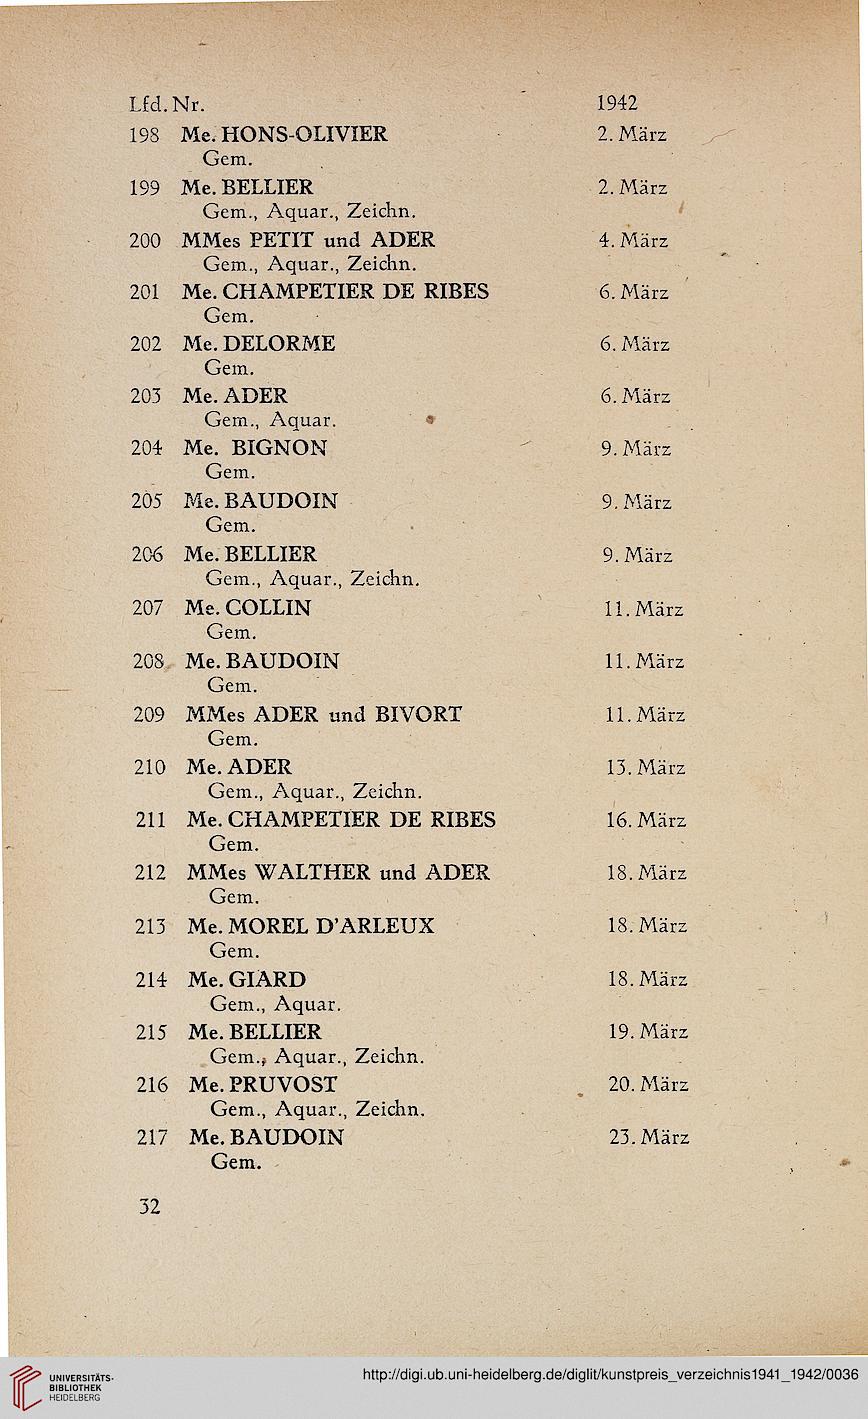 Lfd. Nr. 1942
198 Me. HONS-OLIVIER 2. März
Gem.
199 Me. BELLIER 2. März
Gem., Aquar., Zeichn.
200 MMes PETIT und ADER 4. März
Gem., Aquar., Zeichn.
201 Me. CHAMPETIER DE RIBES 6. März
Gem.
202 Me. DELORME 6. März
Gem.
203 Me. ADER 6. März
Gem., Aquar.
204 Me. BIGNON 9. März
Gem.
205 Me. BAUDOIN 9. März
Gem.
206 Me. BELLIER 9. März
Gem., Aquar., Zeichn.
207 Me. COLLIN 11. März
Gem.
208 Me. BAUDOIN 11. März
Gem.
209 MMes ADER und BIVORT 11. März
Gem.
210 Me. ADER 13. März
Gem., Aquar., Zeichn.
211 Me. CHAMPETIER DE RIBES 16. März
Gem.
212 MMes WALTHER und ADER 18. März
Gem.
213 Me. MOREL D'ARLEUX 18. März
Gem.
214 Me. GIARD 18. März
Gem., Aquar.
215 Me. BELLIER 19. März
Gem., Aquar., Zeichn.
216 Me. PRUVOST 20. März
Gem., Aquar., Zeichn.
217 Me. BAUDOIN 23. März
Gem.
32
UNIVERSITÄTS-
BIBLIOTHEK
HEIDELBERG
http://digi.ub.uni-heidelberg.de/diglit/kunstpreis_verzeichnis1941_1942/0036